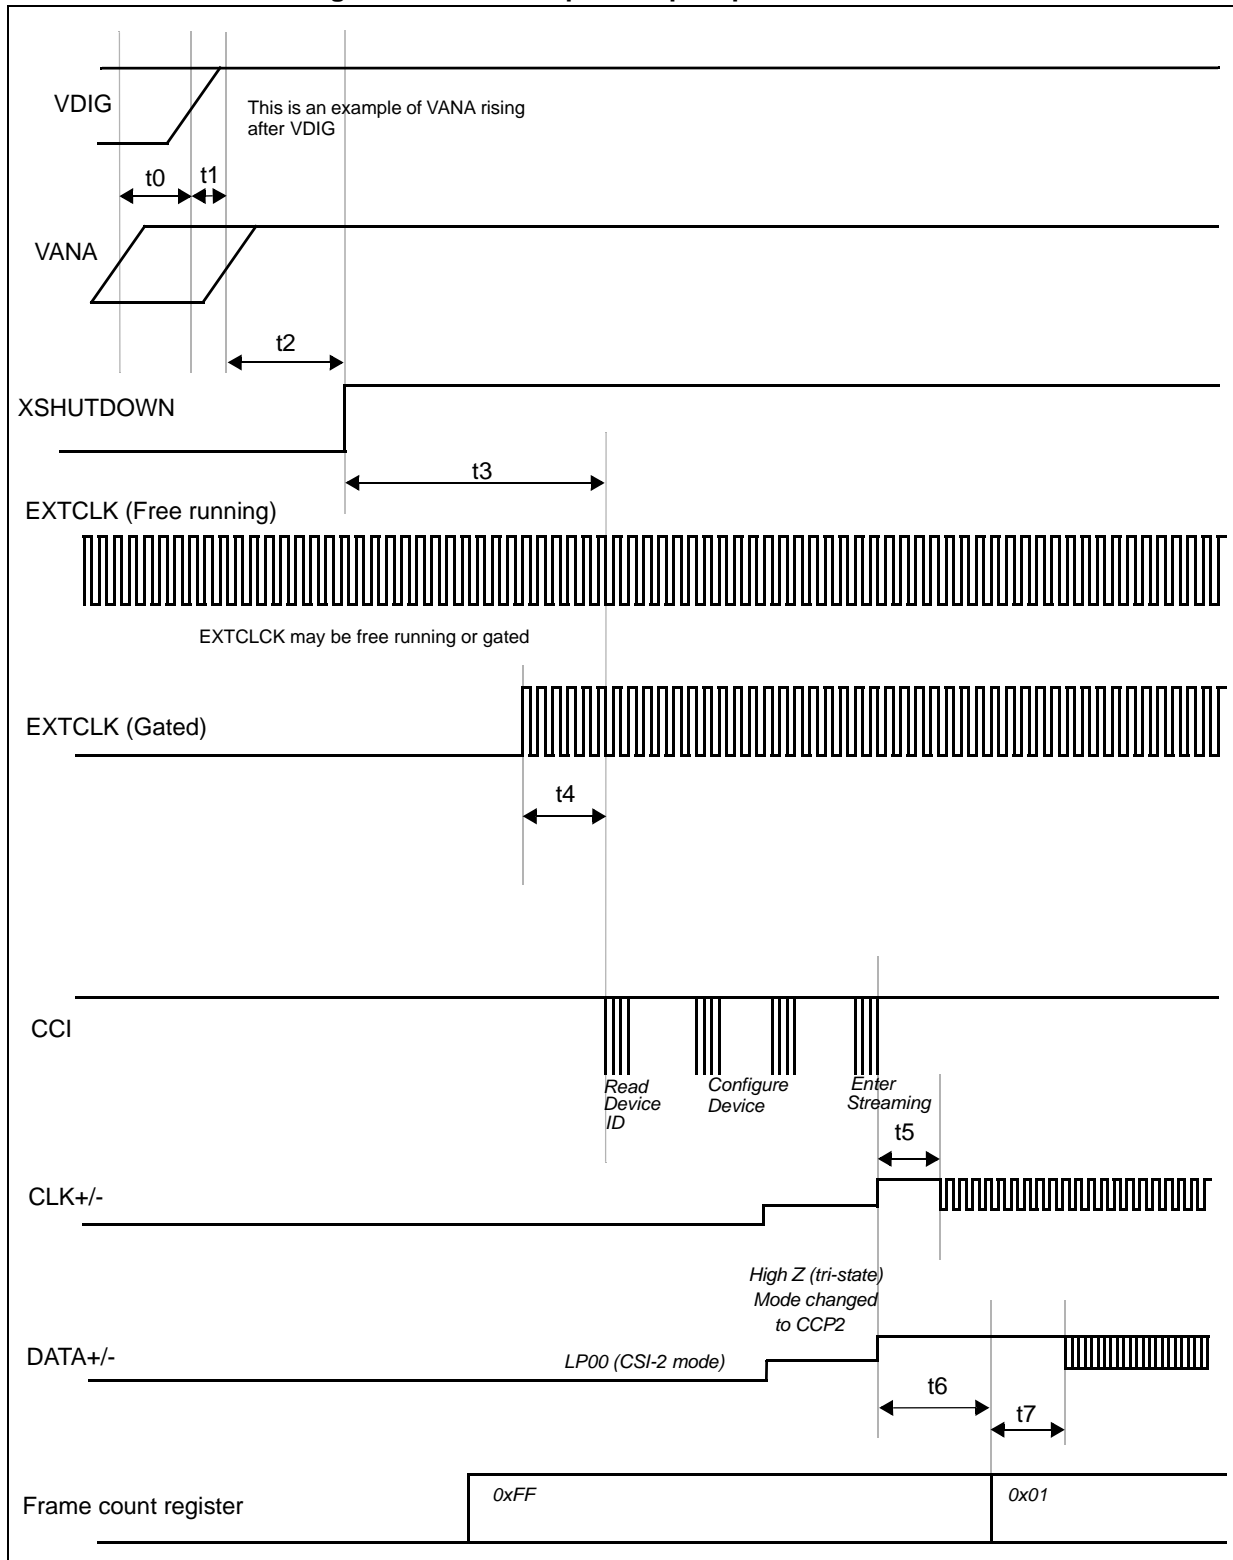 VDIG
This is an example of VANA rising
after VDIG
t0
t1
VANA
t2
XSHUTDOWN
t3
EXTCLK (Free running)
EXTCLCK may be free running or gated
EXTCLK (Gated)
t4
CCI
Read
Device
ID
Configure
Device
Enter
Streaming
t5
CLK+/-
High Z (tri-state)
Mode changed
to CCP2
DATA+/-
LP00 (CSI-2 mode)
t6
t7
Frame count register
0xFF
0x01